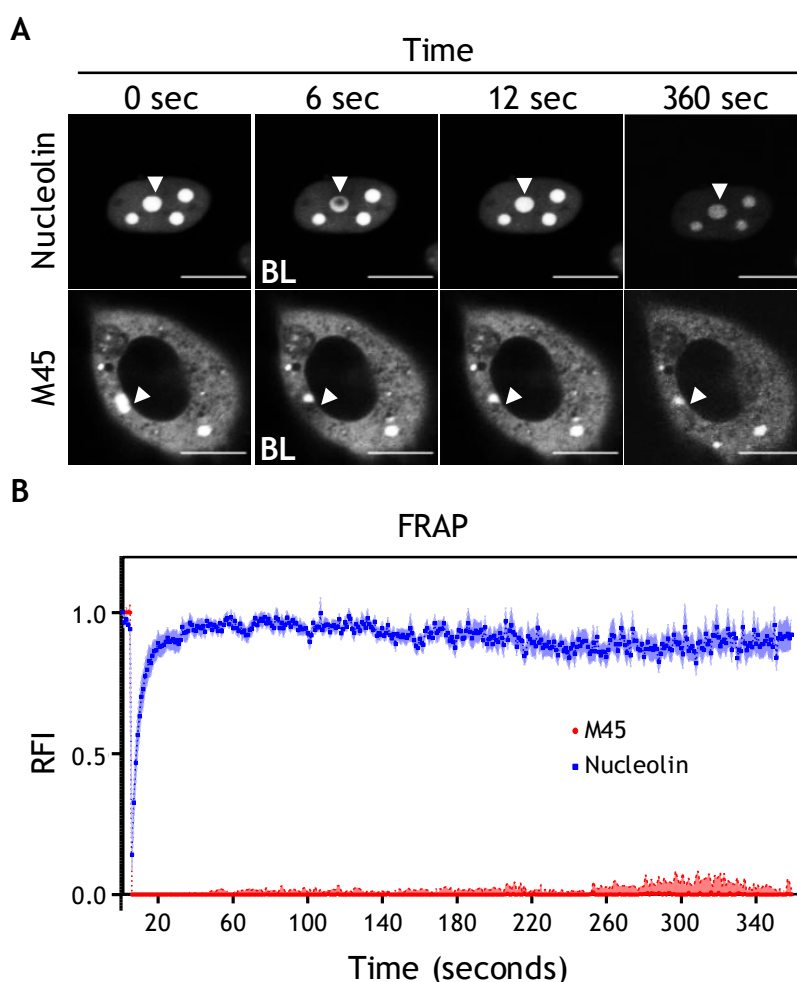 A
Time
0 sec 6 sec 12 sec 360 sec
Nucleolin
BL
M45
BL
B
FRAP
RFI
1.0
0.5
0.0
M45
Nucleolin
20 60 100 140 180 220 260 300 340
Time (seconds)